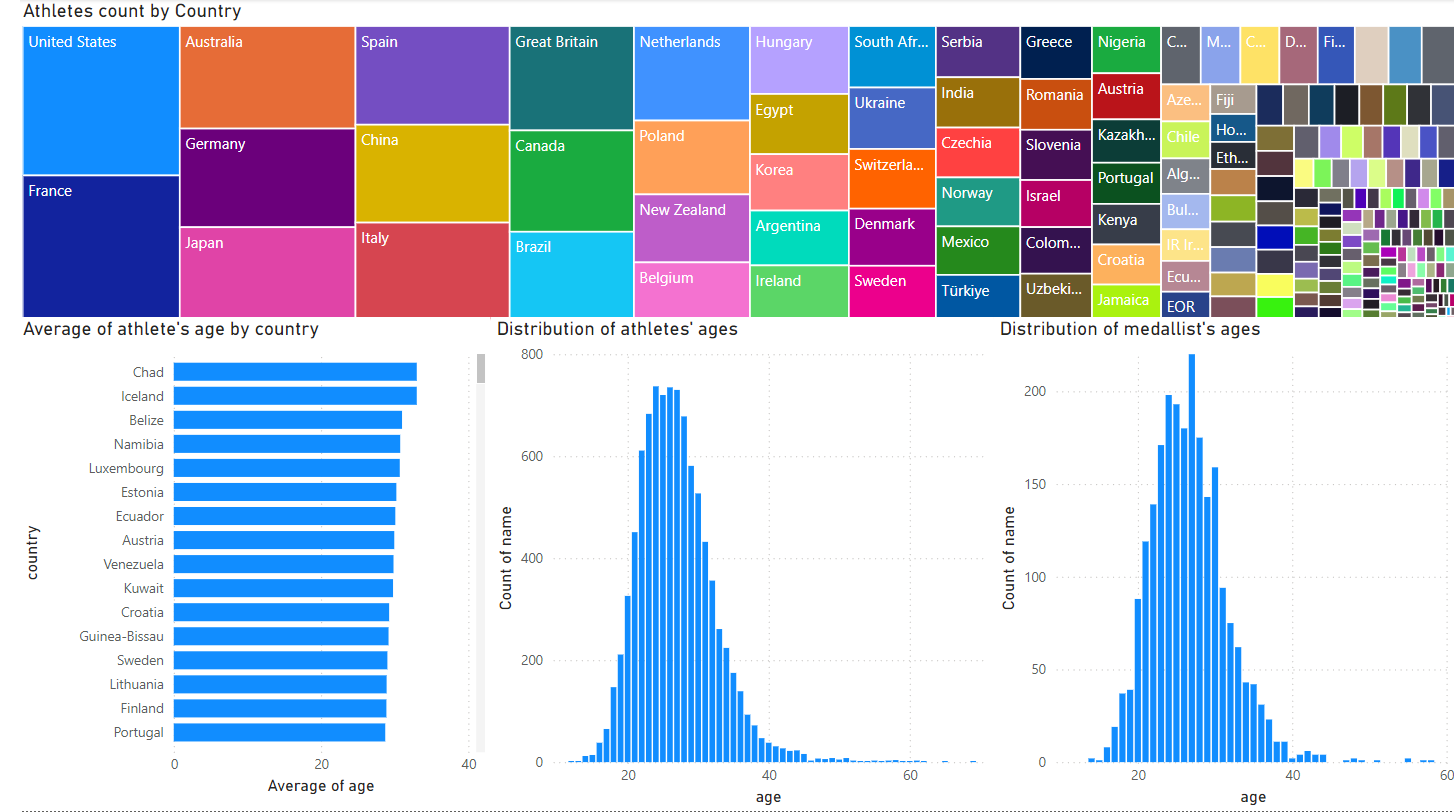 Athletes count by Country
United States
France
Australia
Germany
Japan
Spain
China
Italy
Great Britain
Canada
Brazil
Netherlands
Poland
New Zealand
Belgium
Hungary
Egypt
Korea
Argentina
Ireland
South Afr...
Ukraine
Switzerla...
Denmark
Sweden
Serbia
India
Czechia
Norway
Mexico
Türkiye
Greece
Romania
Slovenia
Israel
Colom...
Uzbeki...
Nigeria
Austria
Kazakh...
Portugal
Kenya
Croatia
Jamaica
C...
M...
C...
D...
Fi...
Aze...
Chile
Alg...
Bul...
IR Ir...
Ecu...
EOR
Fiji
Ho...
Eth...
Average of athlete's age by country
country
Chad
Iceland
Belize
Namibia
Luxembourg
Estonia
Ecuador
Austria
Venezuela
Kuwait
Croatia
Guinea-Bissau
Sweden
Lithuania
Finland
Portugal
0 20 40
Average of age
Distribution of athletes' ages
Count of name
800
600
400
200
0
20 40 60
age
Distribution of medallist's ages
Count of name
200
150
100
50
0
20 40 60
age